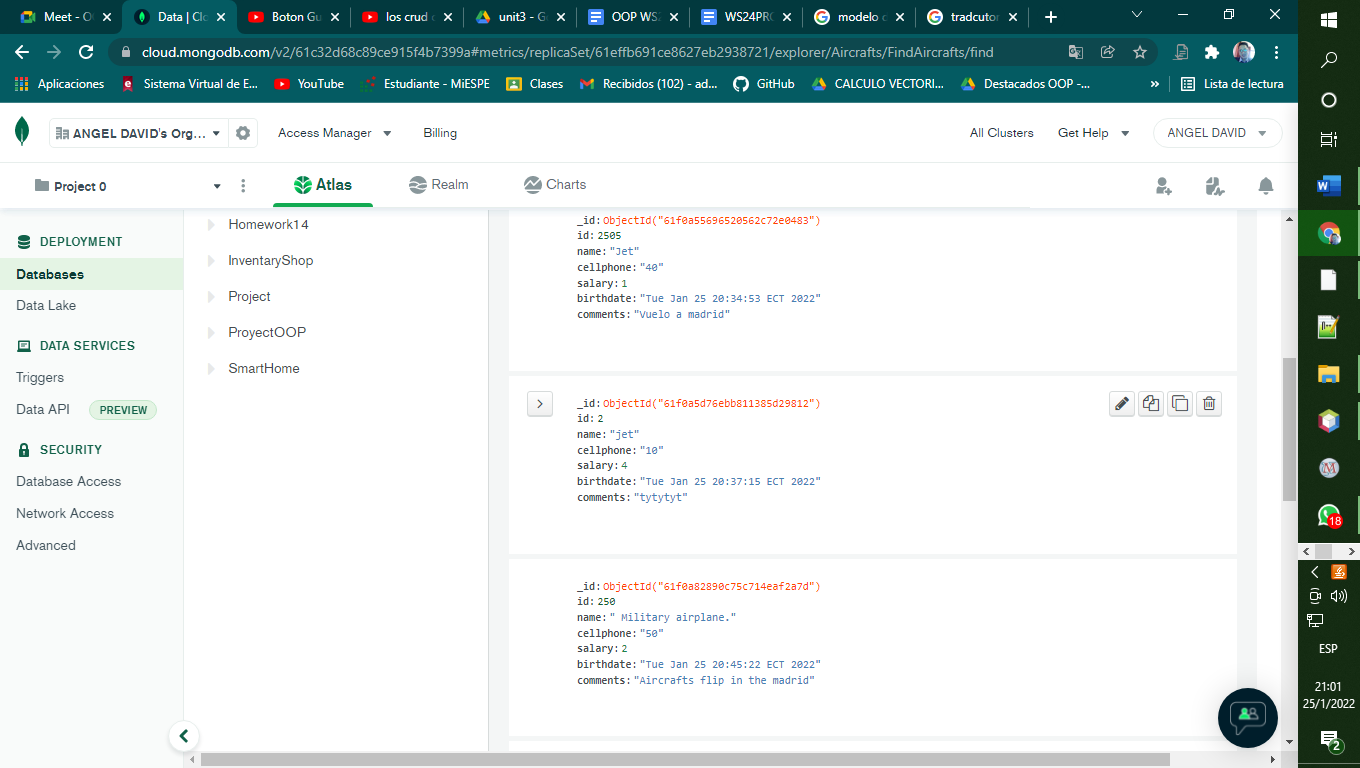 Meet - O
Data | Clo
Boton Gu
los crud c
unit3 - Go
OOP WS2
WS24PRO
modelo c
tradcutor
cloud.mongodb.com/v2/61c32d68c89ce915f4b7399a#metrics/replicaSet/61effb691ce8627eb2938721/explorer/Aircrafts/FindAircrafts/find
Aplicaciones
Sistema Virtual de E...
YouTube
Estudiante - MiESPE
Clases
Recibidos (102) - ad...
GitHub
CALCULO VECTORI...
Destacados OOP -...
»
Lista de lectura
ANGEL DAVID's Org...
Access Manager
Billing
All Clusters
Get Help
ANGEL DAVID
Project 0
Atlas
Realm
Charts
DEPLOYMENT
Databases
Data Lake
DATA SERVICES
Triggers
Data API
PREVIEW
SECURITY
Database Access
Network Access
Advanced
Homework14
InventaryShop
Project
ProyectOOP
SmartHome
_id: ObjectId("61f0a55696520562c72e0483")
id: 2505
name: "Jet"
cellphone: "40"
salary: 1
birthdate: "Tue Jan 25 20:34:53 ECT 2022"
comments: "Vuelo a madrid"
_id: ObjectId("61f0a5d76ebb811385d29812")
id: 2
name: "jet"
cellphone: "10"
salary: 4
birthdate: "Tue Jan 25 20:37:15 ECT 2022"
comments: "tytytyt"
_id: ObjectId("61f0a82890c75c714eaf2a7d")
id: 250
name: " Military airplane."
cellphone: "50"
salary: 2
birthdate: "Tue Jan 25 20:45:22 ECT 2022"
comments: "Aircrafts flip in the madrid"
18
ESP
21:01
25/1/2022
2